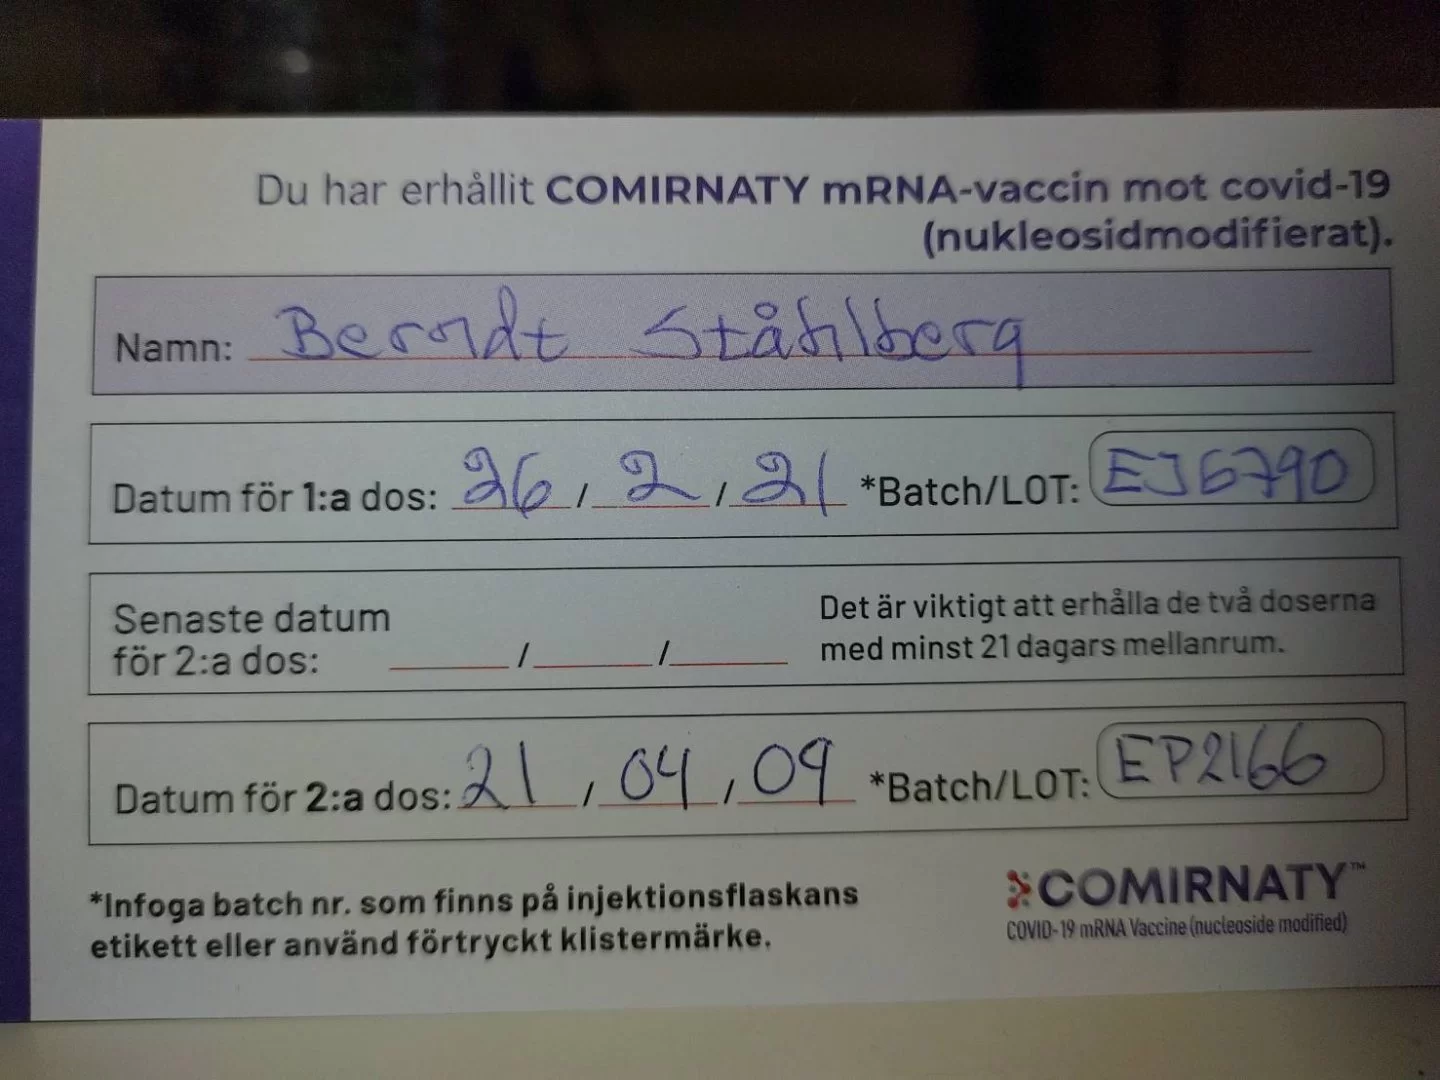 Du har erhållit COMIRNATY mRNA-vaccin mot covid-19
(nukleosidmodifierat).
Namn: Berndt Ståhlberg
Datum för 1:a dos: 26 / 2 / 21 *Batch/LOT: EJ6790
Senaste datum
för 2:a dos: / /
Det är viktigt att erhålla de två doserna
med minst 21 dagars mellanrum.
Datum för 2:a dos: 21 / 04 / 09 *Batch/LOT: EP2166
*Infoga batch nr. som finns på injektionsflaskans
etikett eller använd förtryckt klistermärke.
COMIRNATY™
COVID-19 mRNA Vaccine (nucleoside modified)